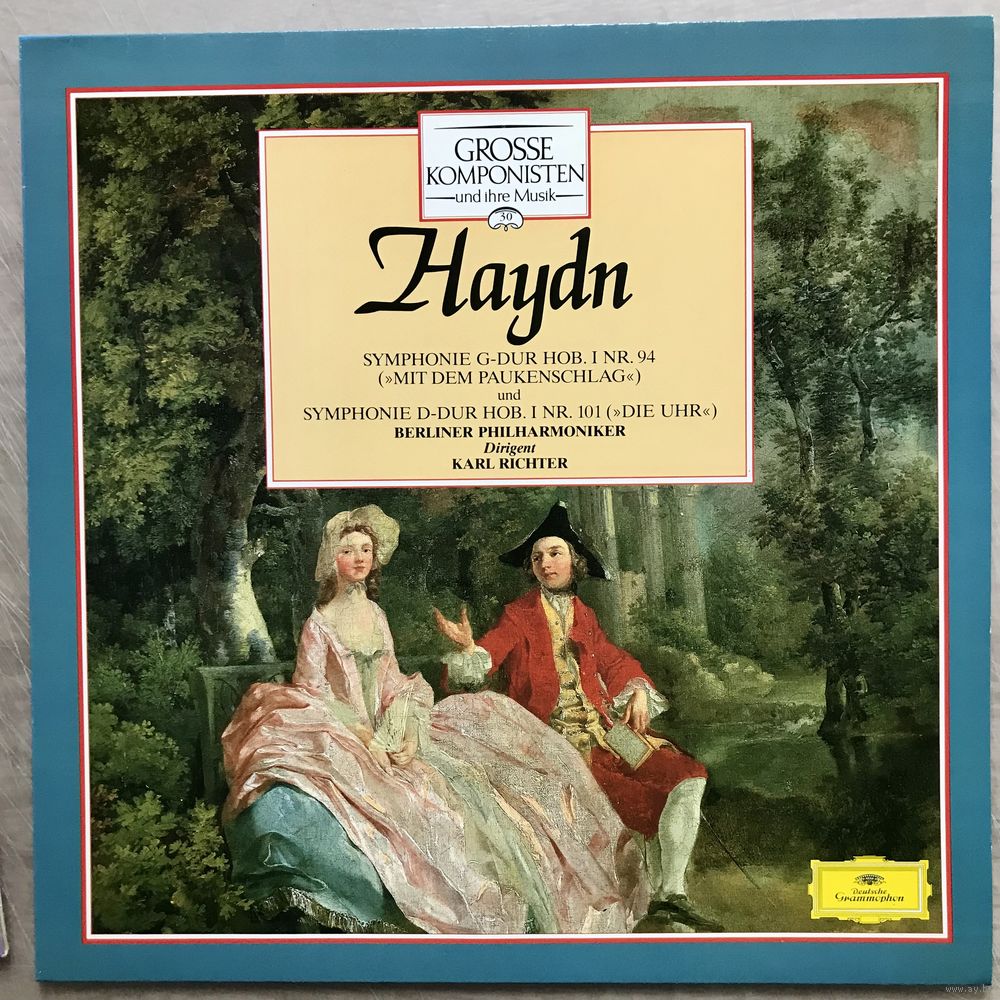 GROSSE
KOMPONISTEN
und ihre Musik
30
Haydn
SYMPHONIE G-DUR HOB. I NR. 94
(»MIT DEM PAUKENSCHLAG«)
und
SYMPHONIE D-DUR HOB. I NR. 101 (»DIE UHR«)
BERLINER PHILHARMONIKER
Dirigent
KARL RICHTER
Deutsche
Grammophon